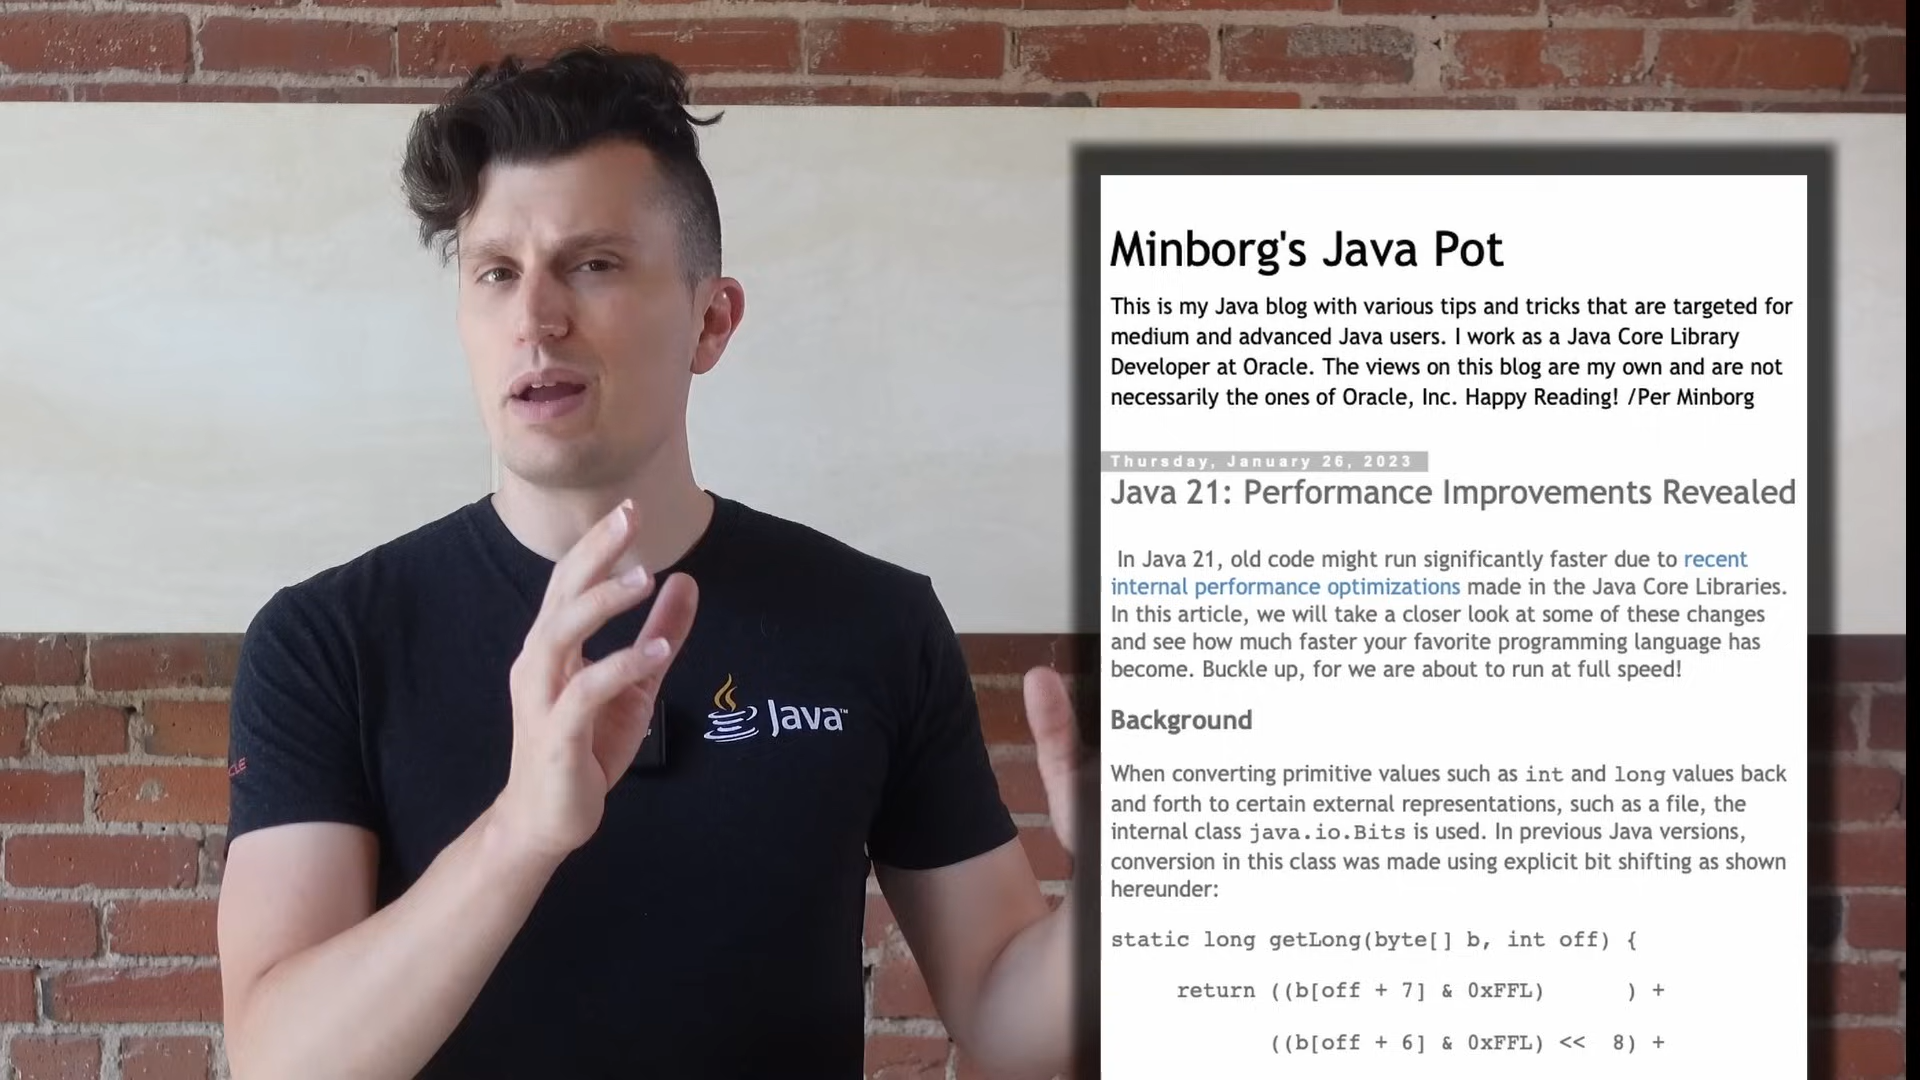 Minborg's Java Pot
This is my Java blog with various tips and tricks that are targeted for
medium and advanced Java users. I work as a Java Core Library
Developer at Oracle. The views on this blog are my own and are not
necessarily the ones of Oracle, Inc. Happy Reading! /Per Minborg
Thursday, January 26, 2023
Java 21: Performance Improvements Revealed
In Java 21, old code might run significantly faster due to recent
internal performance optimizations made in the Java Core Libraries.
In this article, we will take a closer look at some of these changes
and see how much faster your favorite programming language has
become. Buckle up, for we are about to run at full speed!
Background
When converting primitive values such as int and long values back
and forth to certain external representations, such as a file, the
internal class java.io.Bits is used. In previous Java versions,
conversion in this class was made using explicit bit shifting as shown
hereunder:
static long getLong(byte[] b, int off) {
return ((b[off + 7] & 0xFFL) ) +
((b[off + 6] & 0xFFL) << 8) +
Java™